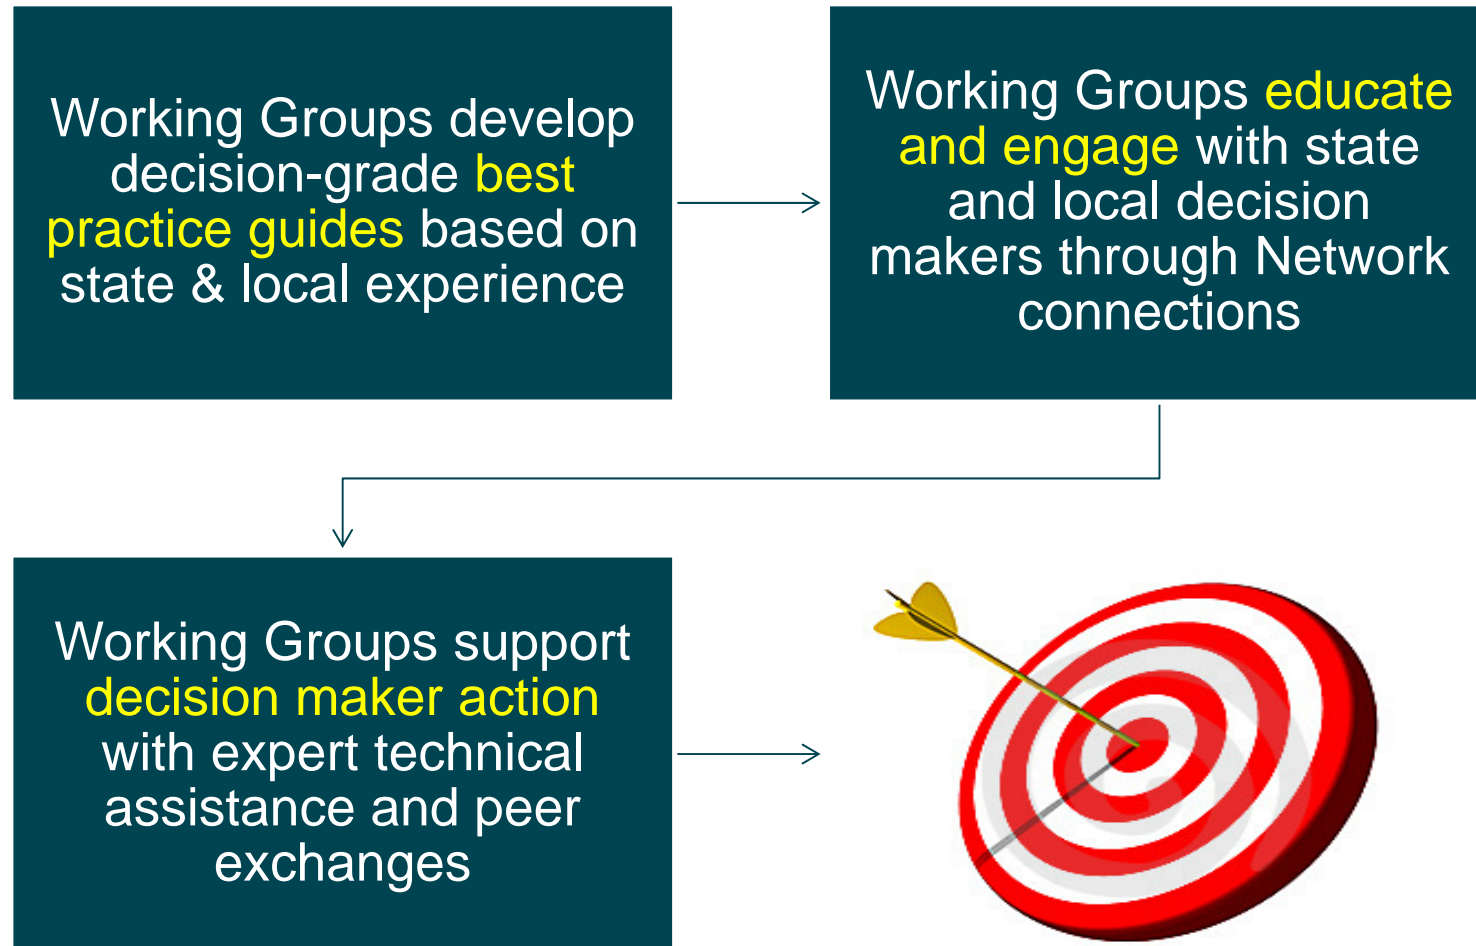 Working Groups develop
decision-grade best
practice guides based on
state & local experience
Working Groups educate
and engage with state
and local decision
makers through Network
connections
Working Groups support
decision maker action
with expert technical
assistance and peer
exchanges